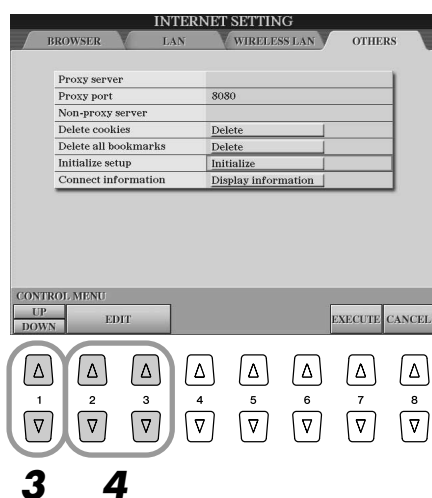 INTERNET SETTING
BROWSER LAN WIRELESS LAN OTHERS
Proxy server
Proxy port 8080
Non-proxy server
Delete cookies Delete
Delete all bookmarks Delete
Initialize setup Initialize
Connect information Display information
CONTROL MENU
UP
DOWN
EDIT
EXECUTE
CANCEL
1 2 3 4 5 6 7 8
3 4